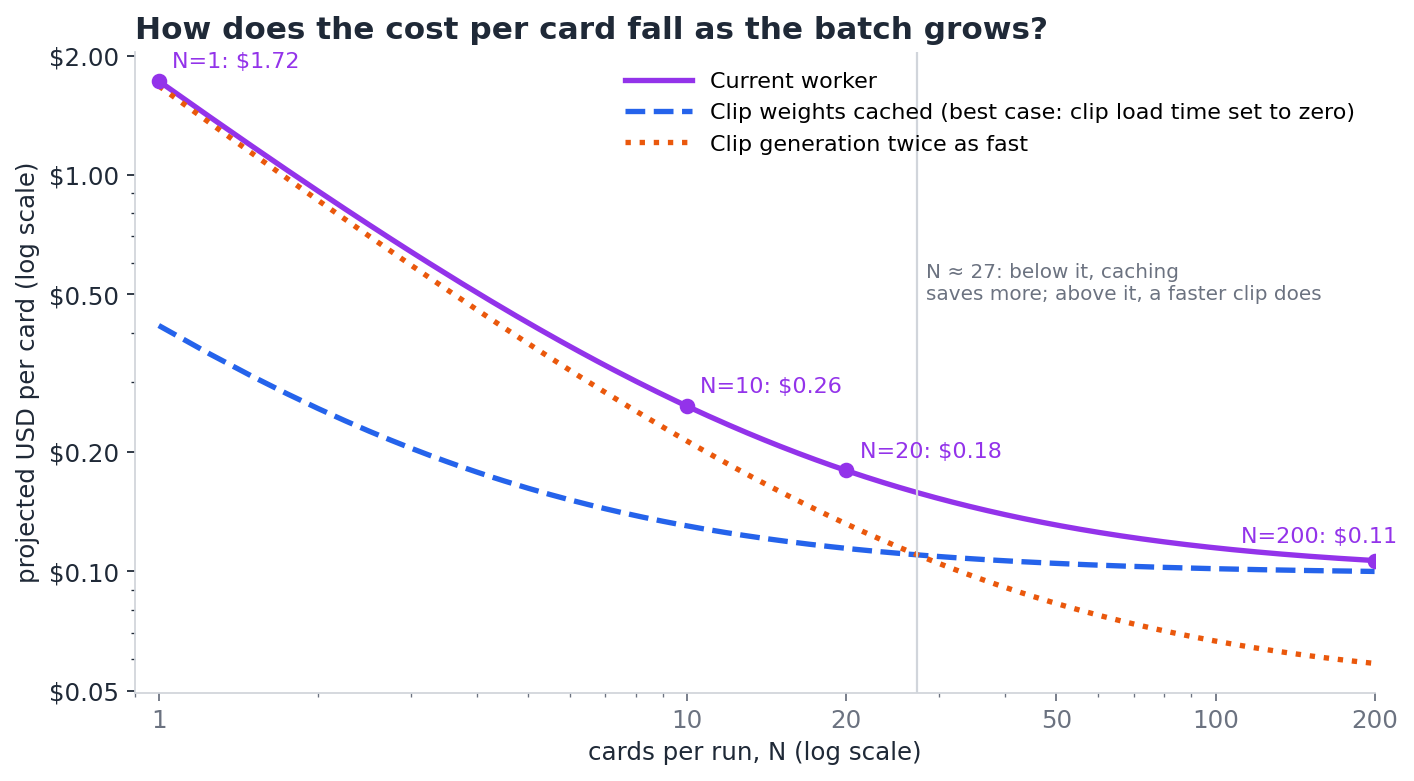 How does the cost per card fall as the batch grows?
N=1: $1.72
Current worker
Clip weights cached (best case: clip load time set to zero)
Clip generation twice as fast
N ≈ 27: below it, caching
saves more; above it, a faster clip does
N=10: $0.26
N=20: $0.18
N=200: $0.11
projected USD per card (log scale)
$2.00
$1.00
$0.50
$0.20
$0.10
$0.05
1
10
20
50
100
200
cards per run, N (log scale)